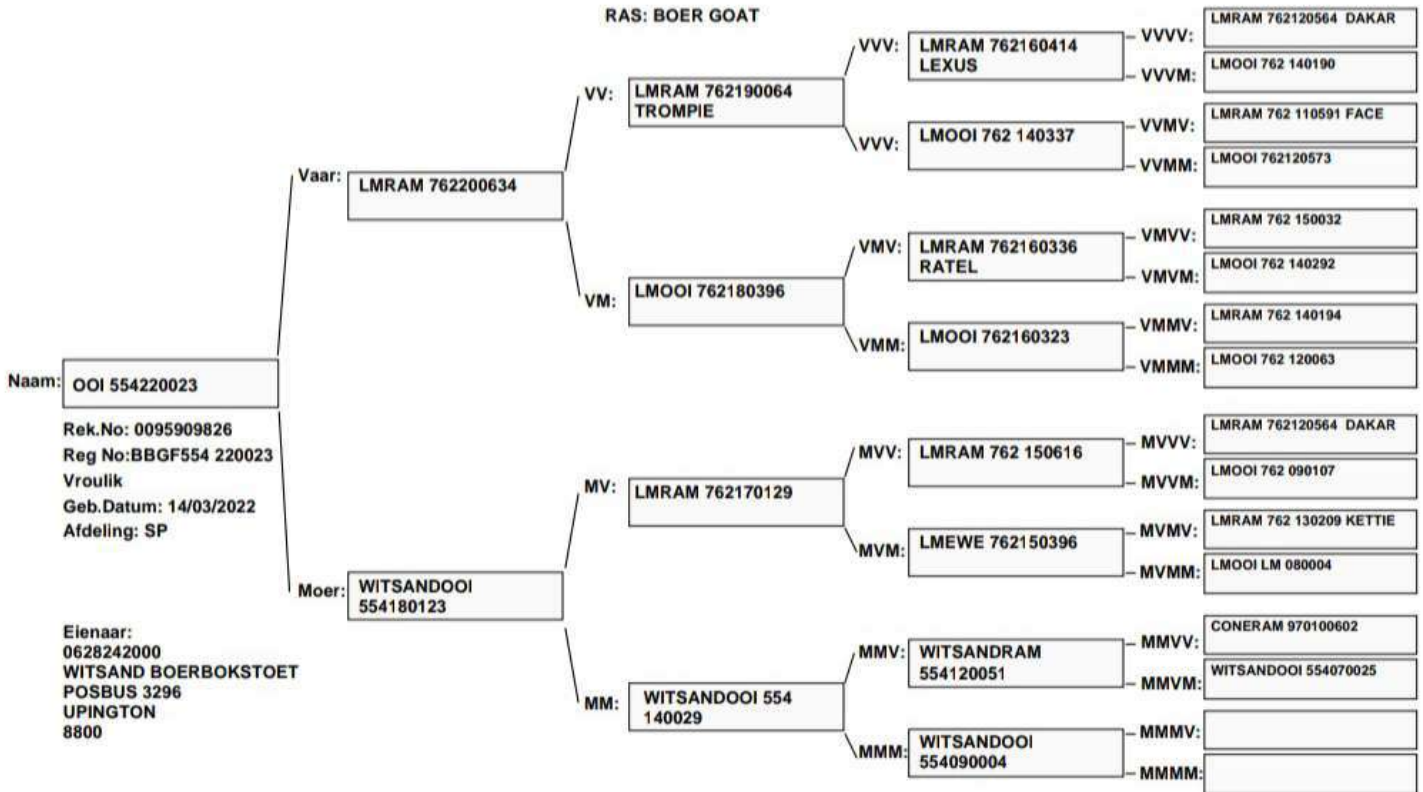 RAS: BOER GOAT
Naam:
OOI 554220023
Rek.No: 0095909826
Reg No:BBGF554 220023
Vroulik
Geb.Datum: 14/03/2022
Afdeling: SP
Eienaar:
0628242000
WITSAND BOERBOKSTOET
POSBUS 3296
UPINGTON
8800
Vaar:
LMRAM 762200634
Moer:
WITSANDOOI
554180123
VV:
LMRAM 762190064
TROMPIE
VM:
LMOOI 762180396
MV:
LMRAM 762170129
MM:
WITSANDOOI 554
140029
VVV:
LMRAM 762160414
LEXUS
VVV:
LMOOI 762 140337
VMV:
LMRAM 762160336
RATEL
VMM:
LMOOI 762160323
MVV:
LMRAM 762 150616
MVM:
LMEWE 762150396
MMV:
WITSANDRAM
554120051
MMM:
WITSANDOOI
554090004
VVVV:
LMRAM 762120564 DAKAR
VVVM:
LMOOI 762 140190
VVMV:
LMRAM 762 110591 FACE
VVMM:
LMOOI 762120573
VMVV:
LMRAM 762 150032
VMVM:
LMOOI 762 140292
VMMV:
LMRAM 762 140194
VMMM:
LMOOI 762 120063
MVVV:
LMRAM 762120564 DAKAR
MVVM:
LMOOI 762 090107
MVMV:
LMRAM 762 130209 KETTIE
MVMM:
LMOOI LM 080004
MMVV:
CONERAM 970100602
MMVM:
WITSANDOOI 554070025
MMMV:
MMMM: